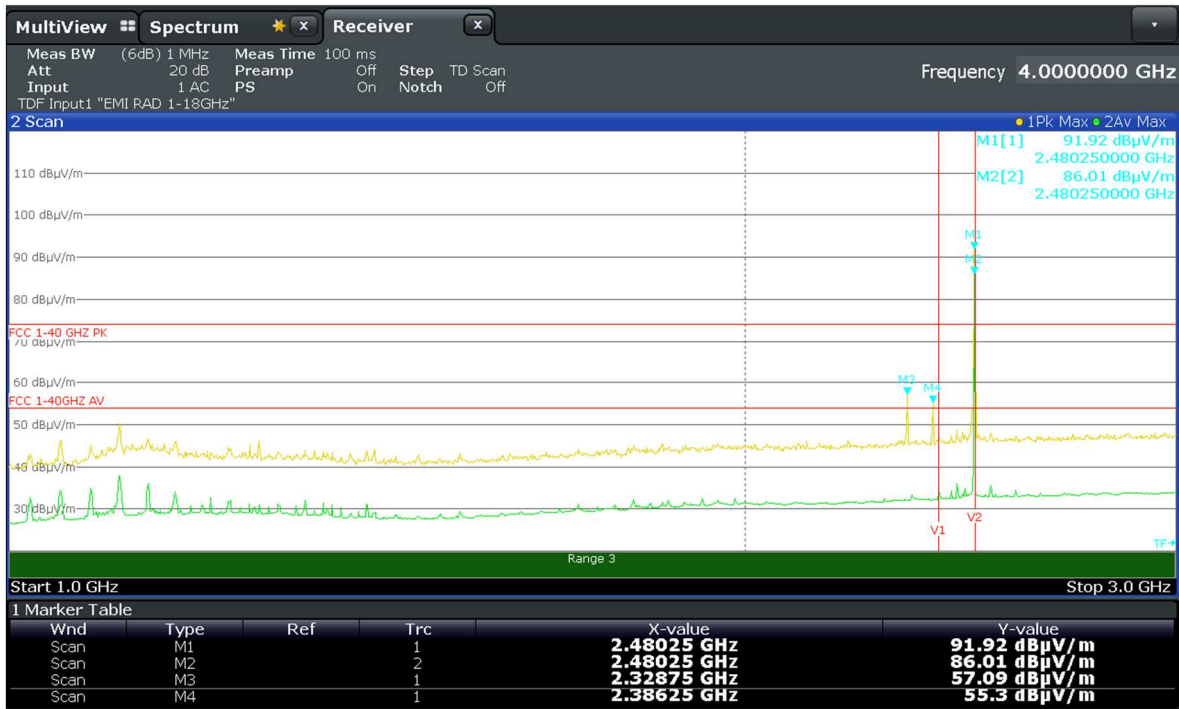 MultiView Spectrum X Receiver X
Meas BW (6dB) 1 MHz Meas Time 100 ms
Att 20 dB Preamp Off Step TD Scan
Input 1 AC PS On Notch Off
Frequency 4.0000000 GHz
TDF Input1 "EMI RAD 1-18GHz"
2 Scan 1Pk Max 2Av Max
M1[1] 91.92 dBµV/m
2.480250000 GHz
M2[2] 86.01 dBµV/m
2.480250000 GHz
110 dBµV/m
100 dBµV/m
M1
90 dBµV/m
M2
80 dBµV/m
FCC 1-40 GHZ PK
70 dBµV/m
60 dBµV/m
M3
M4
FCC 1-40GHZ AV
50 dBµV/m
40 dBµV/m
30 dBµV/m
V1
V2
TF
Range 3
Start 1.0 GHz Stop 3.0 GHz
1 Marker Table
Wnd Type Ref Trc X-value Y-value
Scan M1 1 2.48025 GHz 91.92 dBµV/m
Scan M2 2 2.48025 GHz 86.01 dBµV/m
Scan M3 1 2.32875 GHz 57.09 dBµV/m
Scan M4 1 2.38625 GHz 55.3 dBµV/m